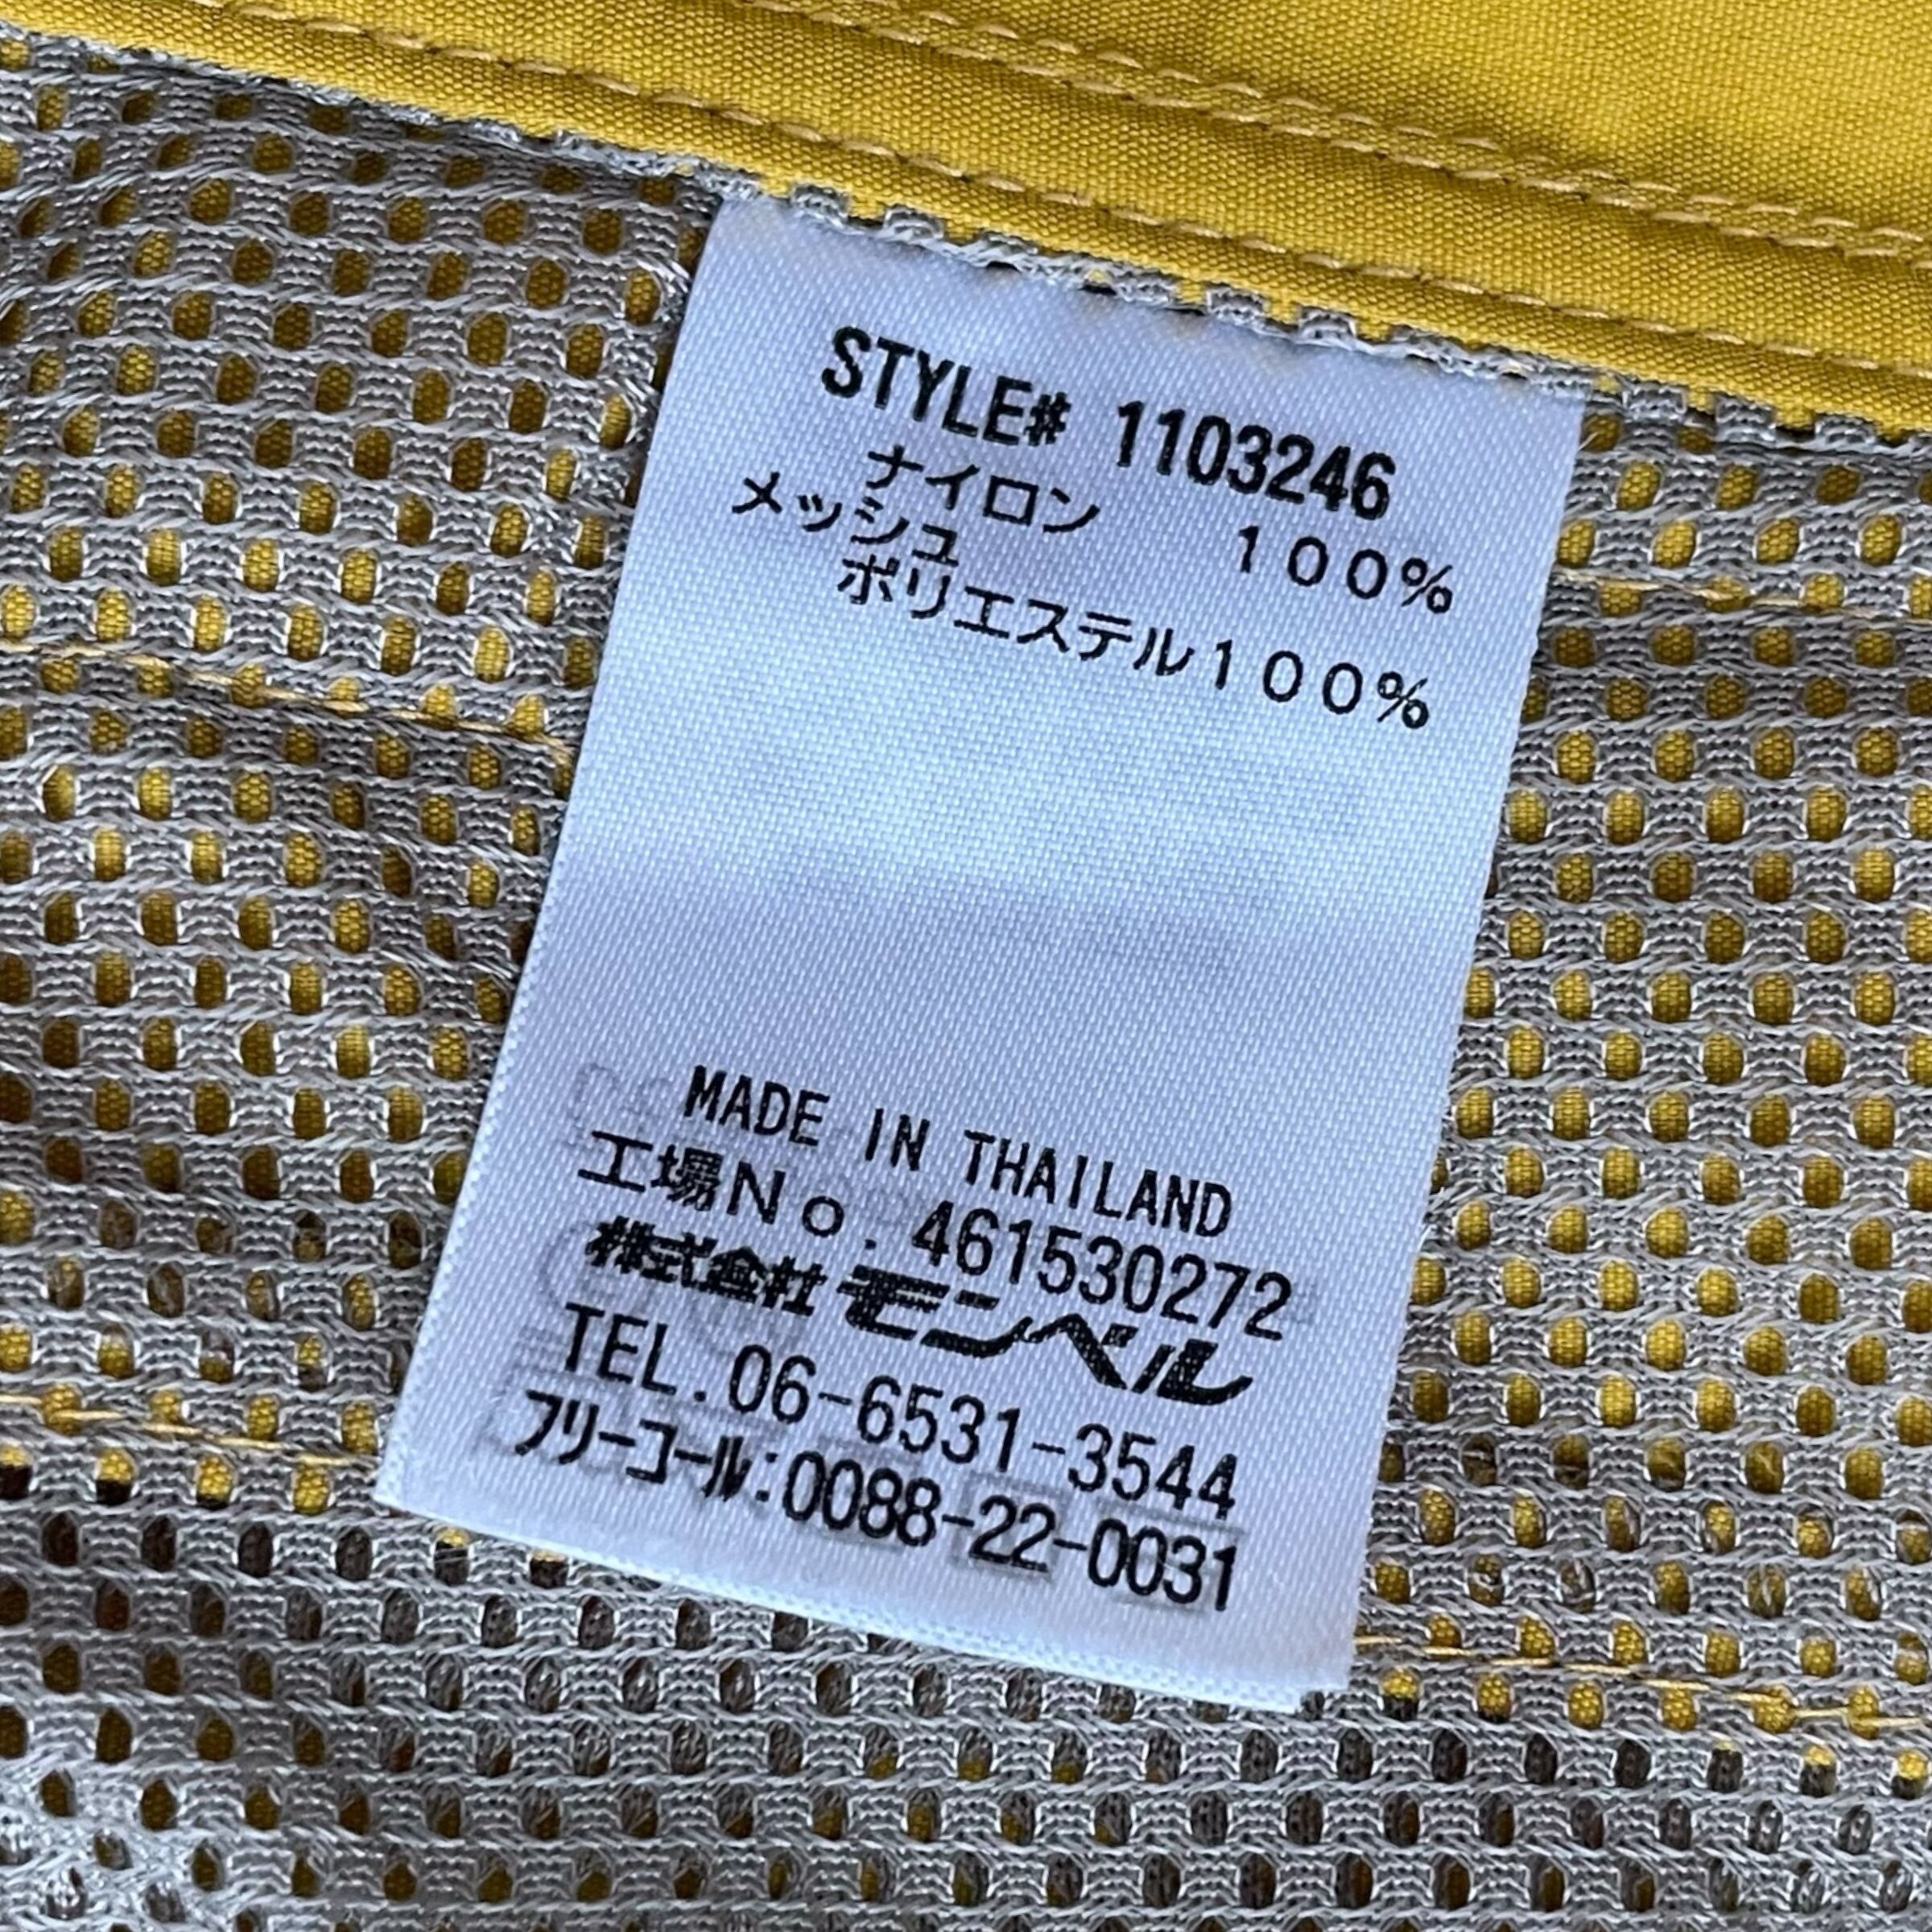 STYLE# 1103246
ナイロン 100%
メッシュ
ポリエステル100%
MADE IN THAILAND
工場No. 461530272
株式会社 モンベル
TEL. 06-6531-3544
フリーコール:0088-22-0031